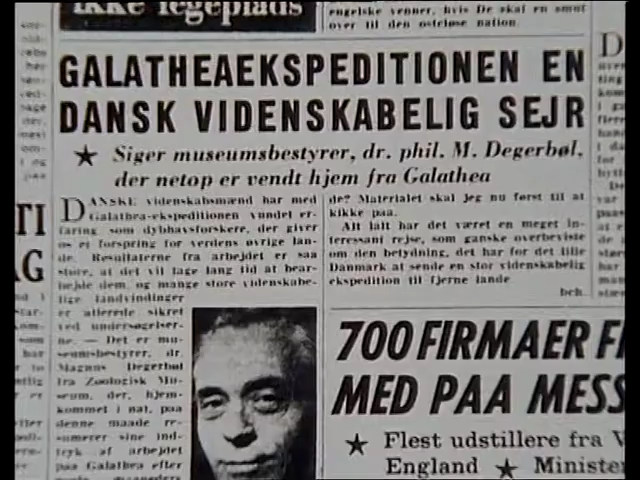 ikke legeplads
engelske venner, hvis De skal en smut
over til den osteløse nation.
GALATHEAEKSPEDITIONEN EN
DANSK VIDENSKABELIG SEJR
★ Siger museumsbestyrer, dr. phil. M. Degerbøl,
der netop er vendt hjem fra Galathea
DANSKE videnskabsmænd har med
Galathea-ekspeditionen vundet er-
faring som dybhavsforskere, der giver
os et forspring for verdens øvrige lan-
de. Resultaterne fra arbejdet er saa
store, at det vil tage lang tid at bear-
bejde dem, og mange store videnskabe-
lige landvindinger
er allerede sikret
ved undersøgelser-
ne. — Det er mu-
seumsbestyrer, dr.
Magnus Degerbøl
fra Zoologisk Mu-
seum, der, hjem-
kommet i nat, paa
denne maade re-
sumerer sine ind-
tryk af arbejdet
paa Galathea efter
de? Materialet skal jeg nu først til at
kikke paa.
Alt ialt har det været en meget in-
teressant rejse, som ganske overbeviste
om den betydning, det har for det lille
Danmark at sende en stor videnskabelig
ekspedition til fjerne lande
bch.
700 FIRMAER
MED PAA MESS
★ Flest udstillere fra
England ★ Minister